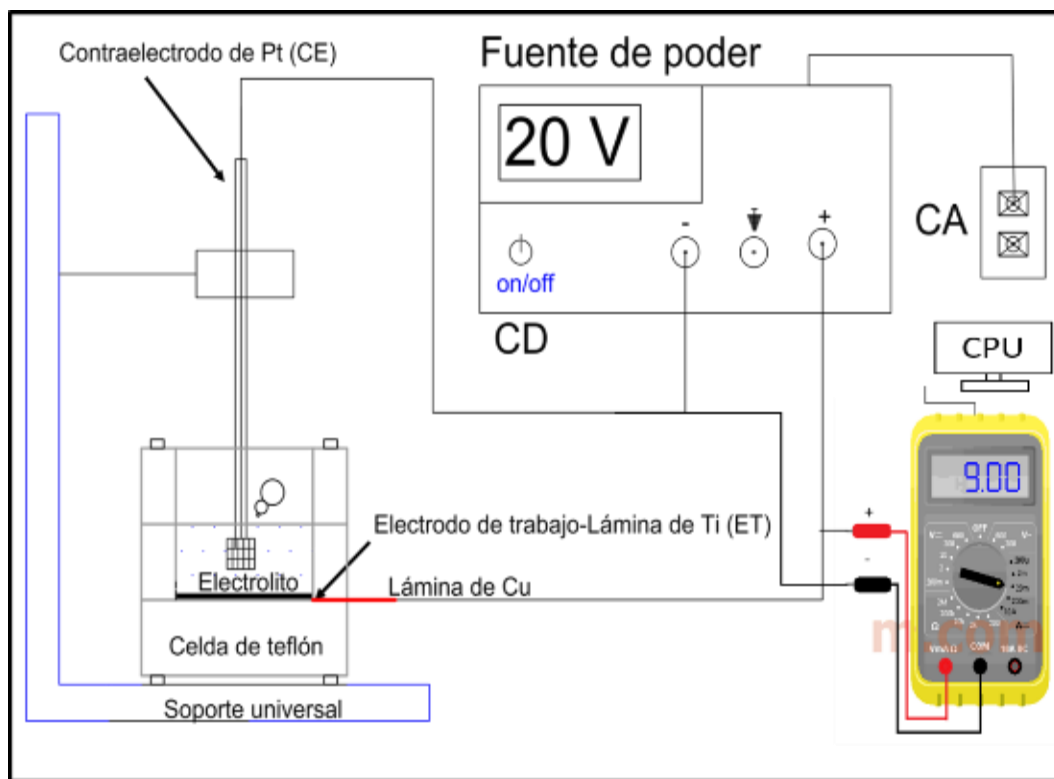 Contraelectrodo de Pt (CE)
Fuente de poder
20 V
-
+
on/off
CD
CA
CPU
9.00
Electrodo de trabajo-Lámina de Ti (ET)
+
-
Electrolito
Lámina de Cu
Celda de teflón
Soporte universal
OFF
V~
Ω
COM
m.com